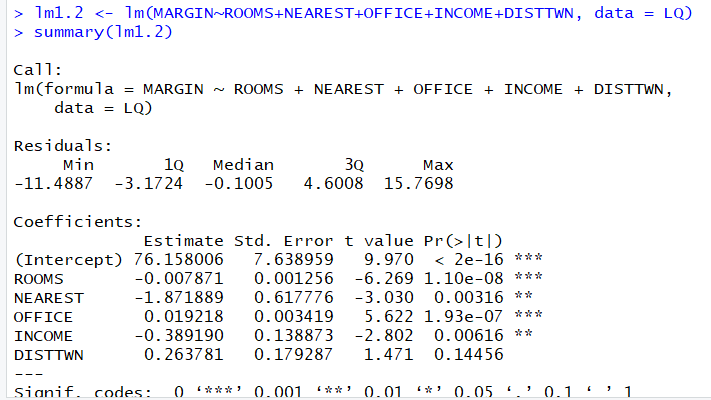 > lm1.2 <- lm(MARGIN~ROOMS+NEAREST+OFFICE+INCOME+DISTTWN, data = LQ)
> summary(lm1.2)
Call:
lm(formula = MARGIN ~ ROOMS + NEAREST + OFFICE + INCOME + DISTTWN,
    data = LQ)
Residuals:
     Min       1Q   Median       3Q      Max
-11.4887  -3.1724  -0.1005   4.6008  15.7698
Coefficients:
             Estimate Std. Error t value Pr(>|t|)
(Intercept) 76.158006   7.638959   9.970  < 2e-16 ***
ROOMS       -0.007871   0.001256  -6.269 1.10e-08 ***
NEAREST     -1.871889   0.617776  -3.030  0.00316 **
OFFICE       0.019218   0.003419   5.622 1.93e-07 ***
INCOME      -0.389190   0.138873  -2.802  0.00616 **
DISTTWN      0.263781   0.179287   1.471  0.14456
---
Signif. codes:  0 ‘***’ 0.001 ‘**’ 0.01 ‘*’ 0.05 ‘.’ 0.1 ‘ ’ 1